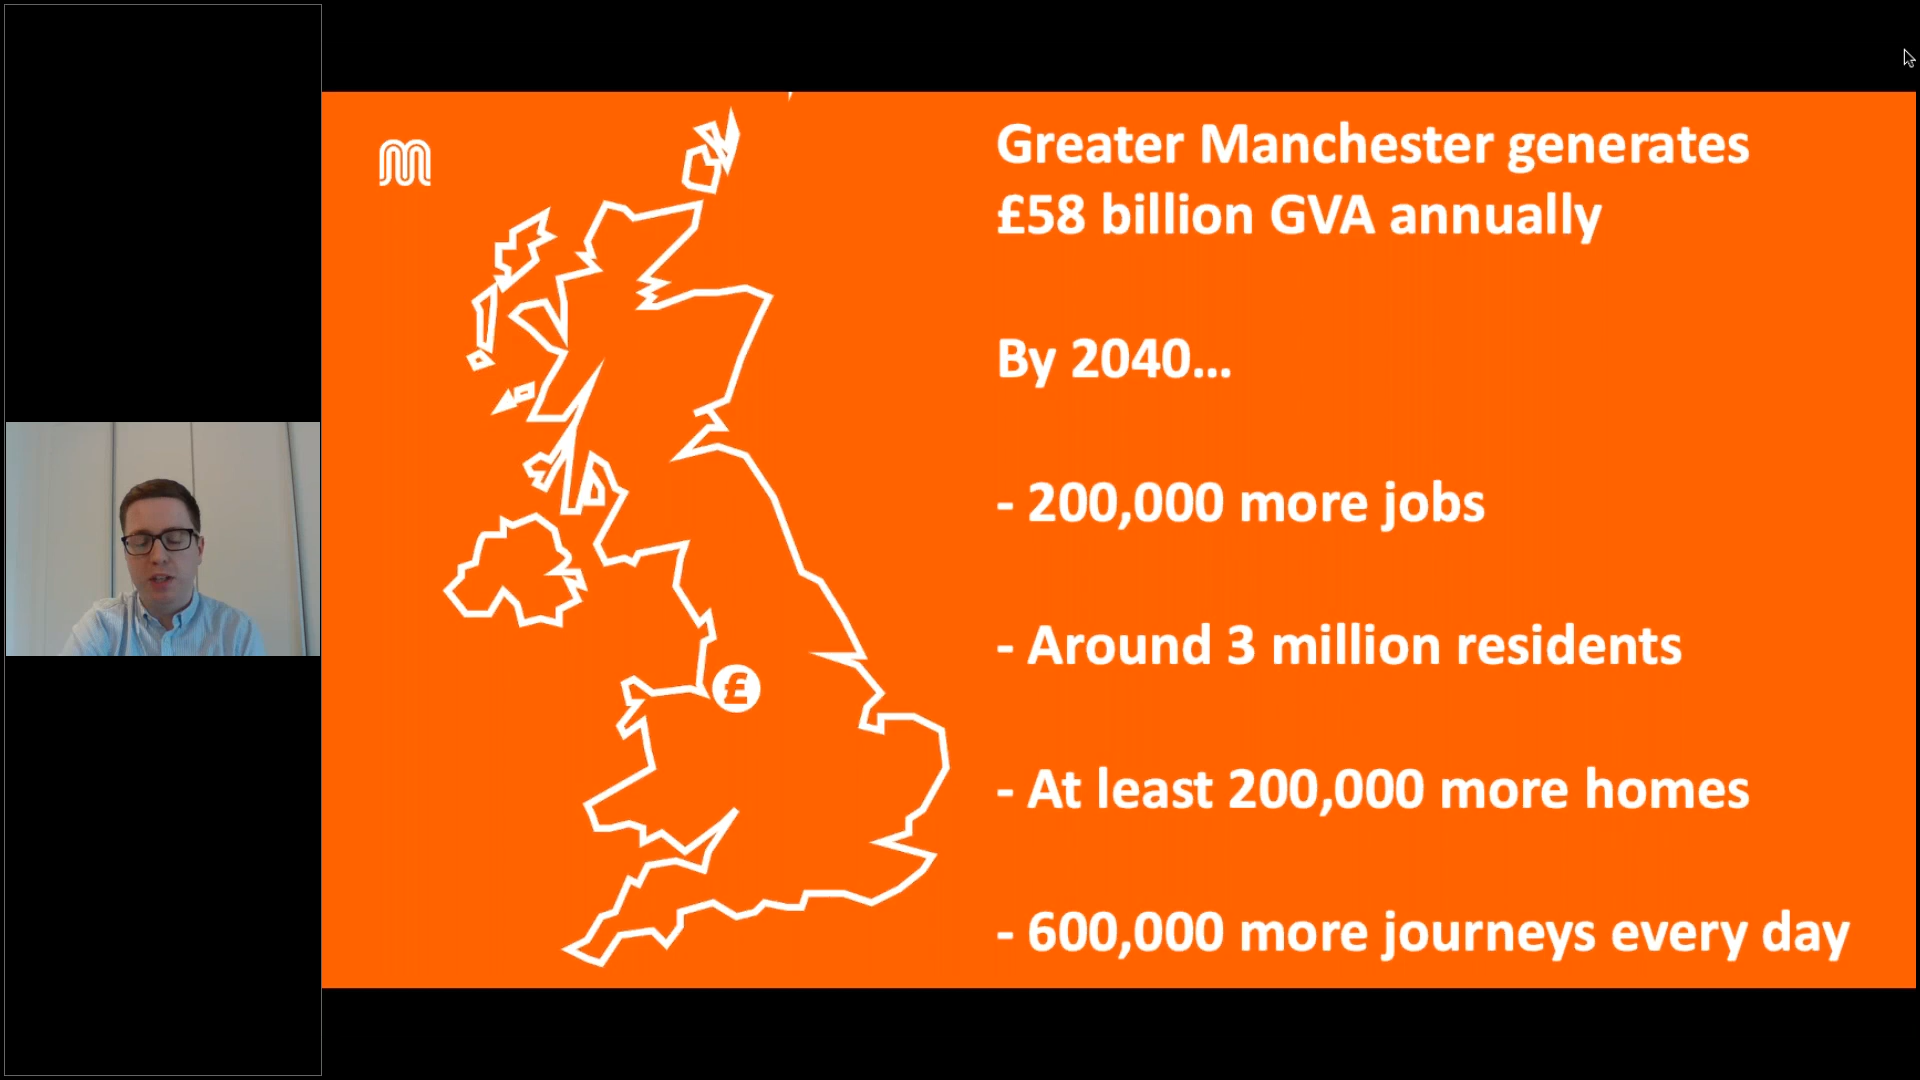 Greater Manchester generates
£58 billion GVA annually
By 2040...
- 200,000 more jobs
- Around 3 million residents
£
- At least 200,000 more homes
- 600,000 more journeys every day